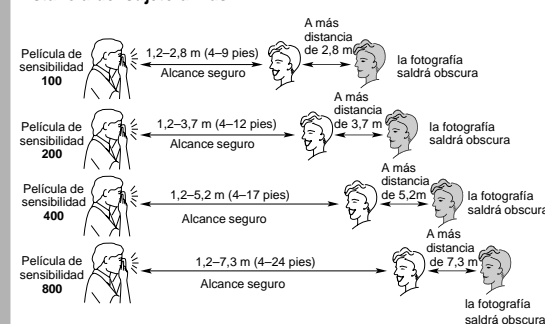 A más
distancia
de 2,8 m
Película de
sensibilidad
100
1,2–2,8 m (4–9 pies)
Alcance seguro
la fotografía
saldrá obscura
A más
distancia
de 3,7 m
Película de
sensibilidad
200
1,2–3,7 m (4–12 pies)
Alcance seguro
la fotografía
saldrá obscura
A más
distancia
de 5,2m
Película de
sensibilidad
400
1,2–5,2 m (4–17 pies)
Alcance seguro
la fotografía
saldrá obscura
A más
distancia
de 7,3 m
Película de
sensibilidad
800
1,2–7,3 m (4–24 pies)
Alcance seguro
la fotografía
saldrá obscura